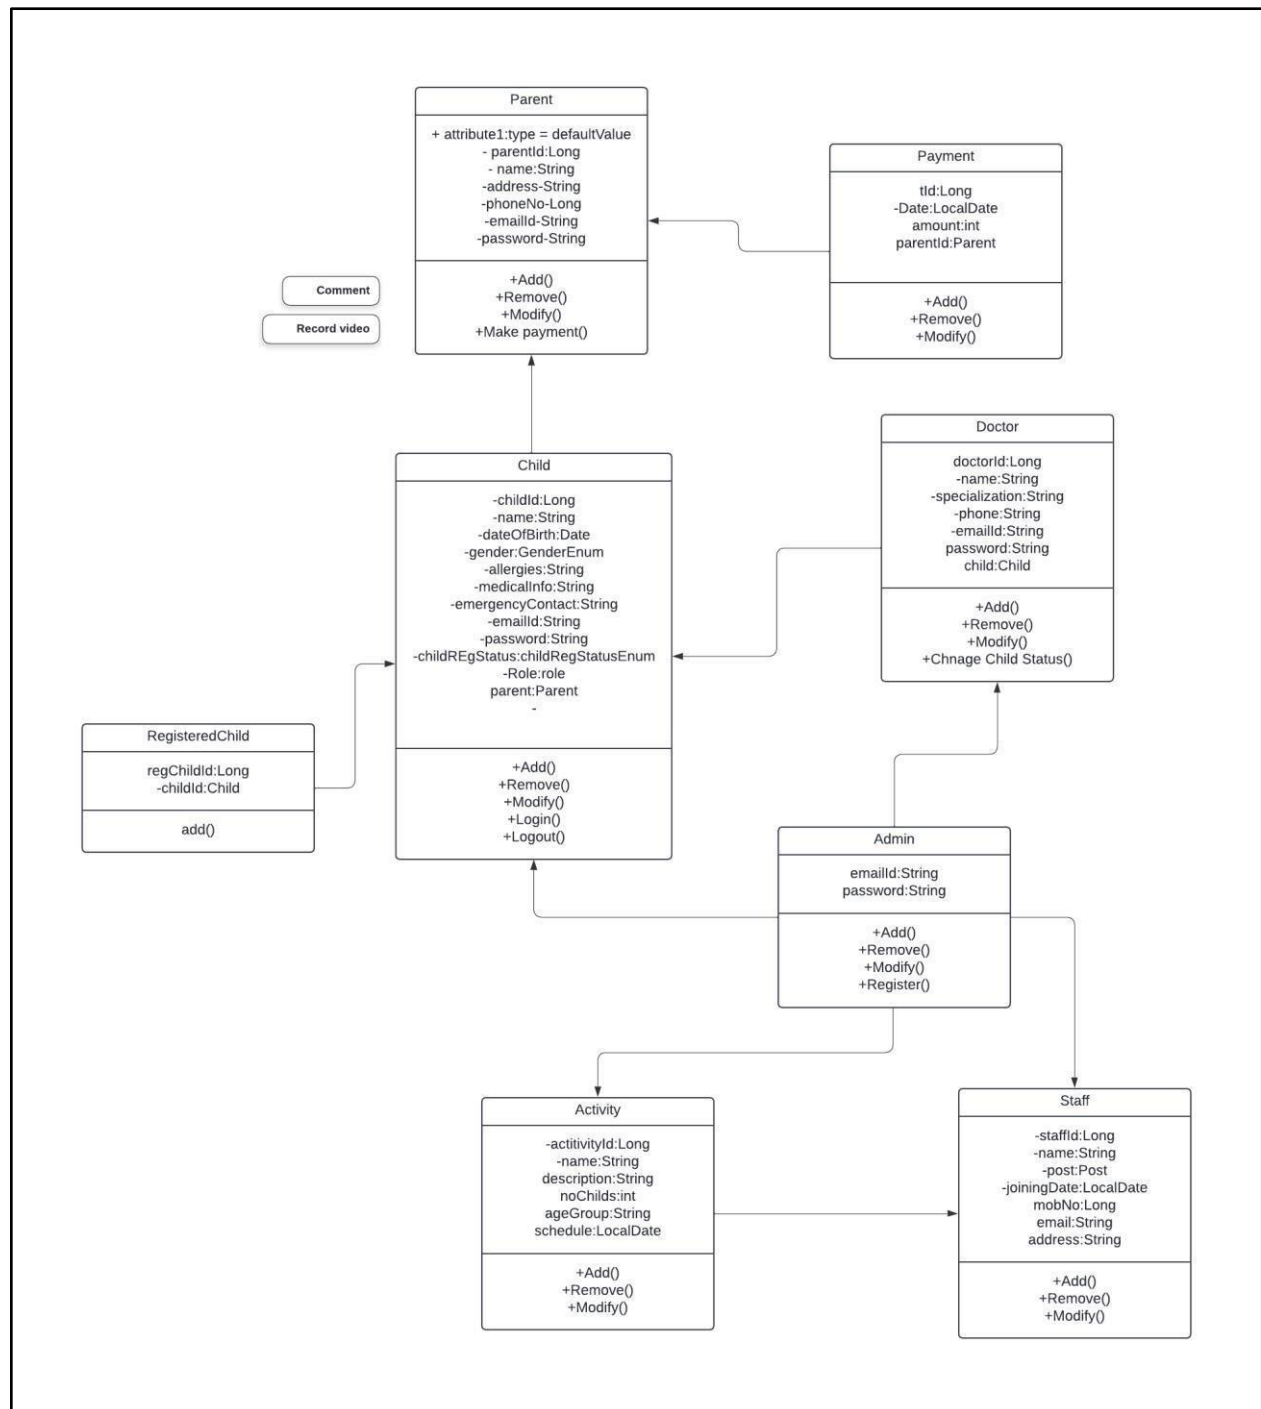 Parent
+ attribute1:type = defaultValue
- parentId:Long
- name:String
-address-String
-phoneNo-Long
-emailId-String
-password-String
+Add()
+Remove()
+Modify()
+Make payment()
Payment
tId:Long
-Date:LocalDate
amount:int
parentId:Parent
+Add()
+Remove()
+Modify()
Comment
Record video
Child
-childId:Long
-name:String
-dateOfBirth:Date
-gender:GenderEnum
-allergies:String
-medicalInfo:String
-emergencyContact:String
-emailId:String
-password:String
-childREgStatus:childRegStatusEnum
-Role:role
parent:Parent
-
+Add()
+Remove()
+Modify()
+Login()
+Logout()
Doctor
doctorId:Long
-name:String
-specialization:String
-phone:String
-emailId:String
password:String
child:Child
+Add()
+Remove()
+Modify()
+Chnage Child Status()
RegisteredChild
regChildId:Long
-childId:Child
add()
Admin
emailId:String
password:String
+Add()
+Remove()
+Modify()
+Register()
Activity
-actitivityId:Long
-name:String
description:String
noChilds:int
ageGroup:String
schedule:LocalDate
+Add()
+Remove()
+Modify()
Staff
-staffId:Long
-name:String
-post:Post
-joiningDate:LocalDate
mobNo:Long
email:String
address:String
+Add()
+Remove()
+Modify()